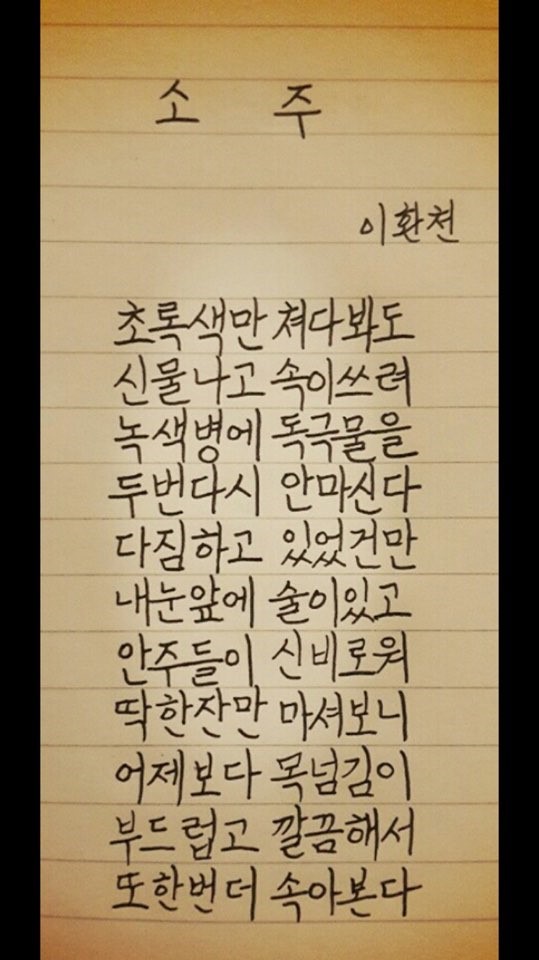 소 주
이환천
초록색만 쳐다봐도
신물나고 속이쓰려
녹색병에 독극물을
두번다시 안마신다
다짐하고 있었건만
내눈앞에 술이있고
안주들이 신비로워
딱한잔만 마셔보니
어제보다 목넘김이
부드럽고 깔끔해서
또한번더 속아본다